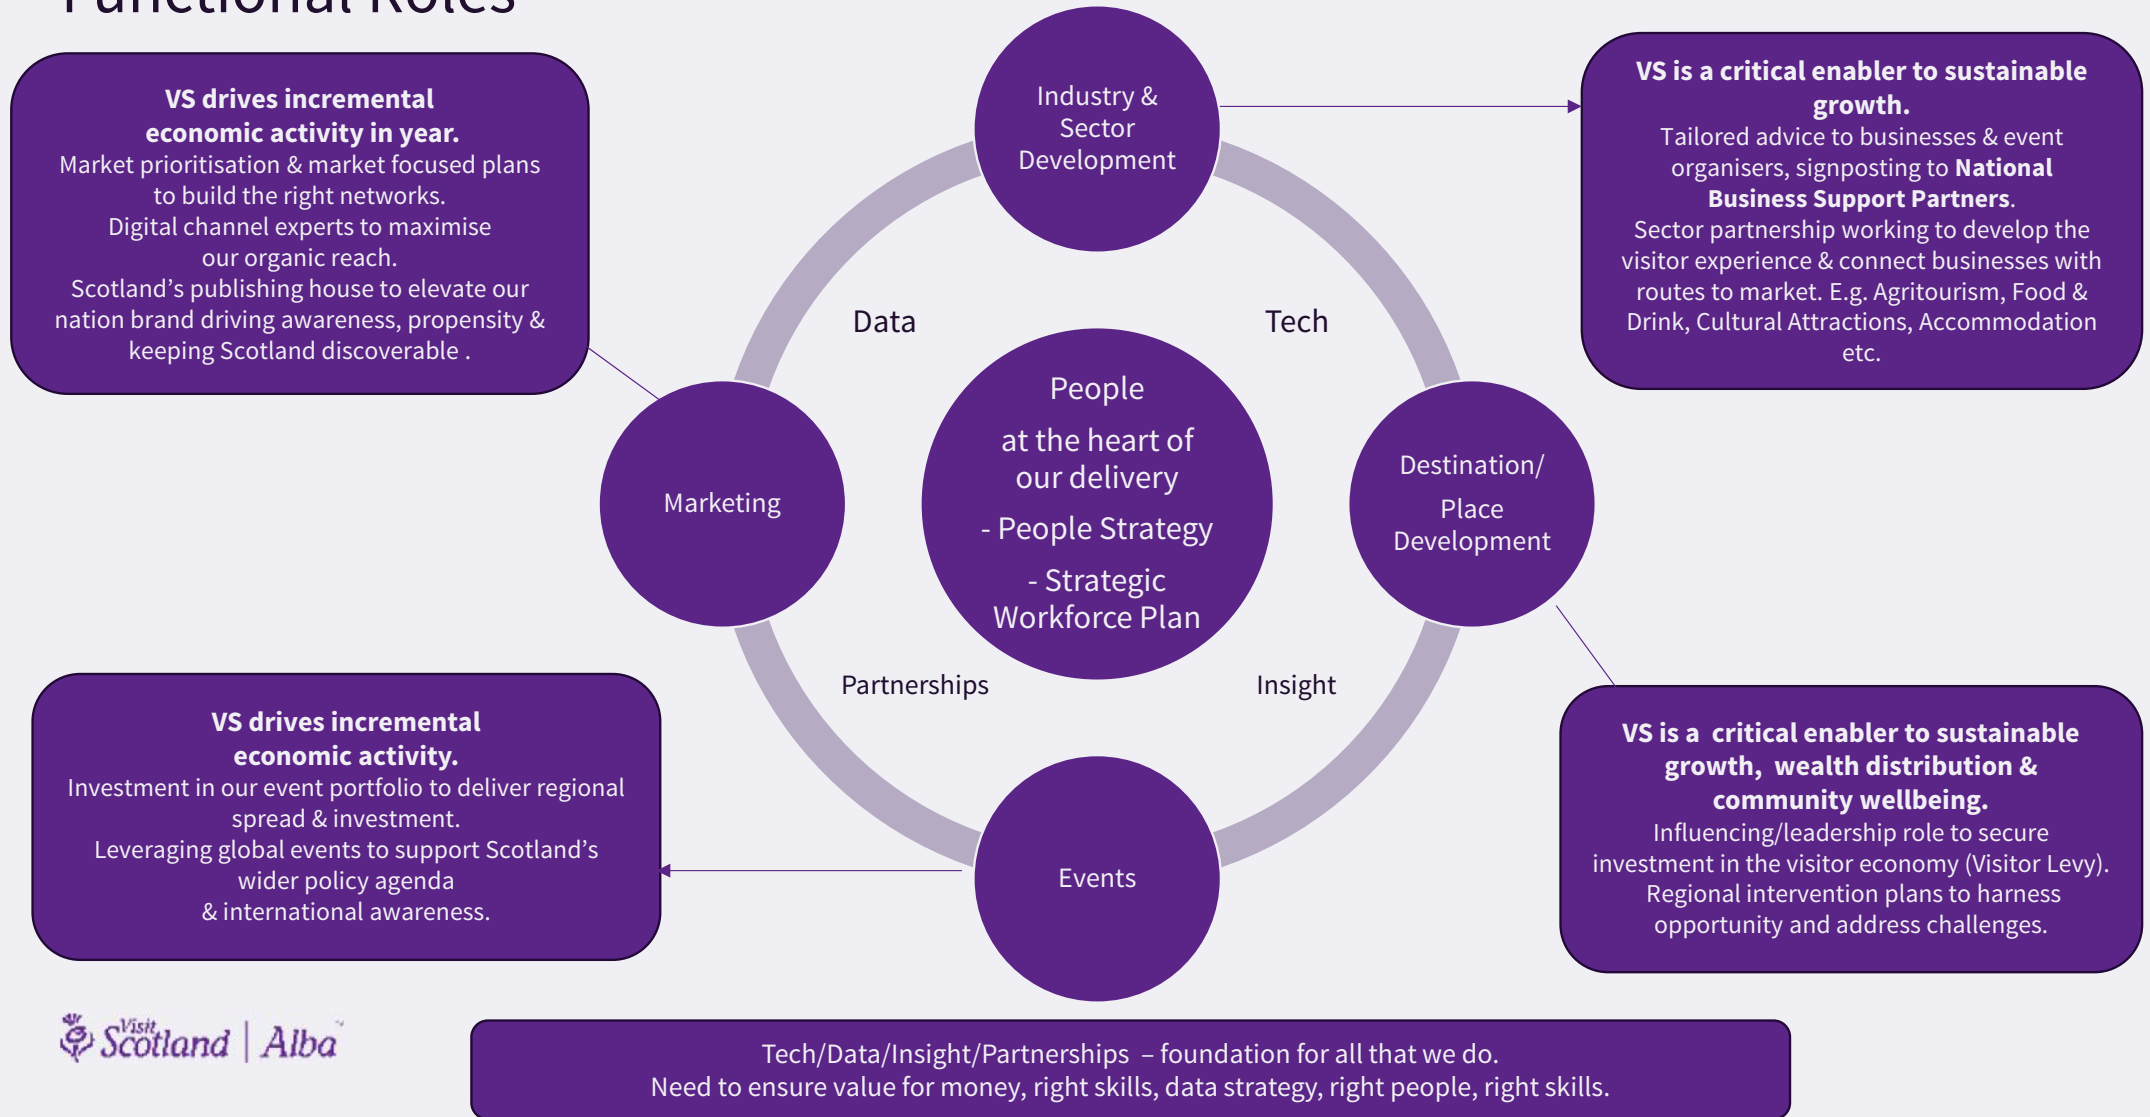 Functional Roles
VS drives incremental
economic activity in year.
Market prioritisation & market focused plans
to build the right networks.
Digital channel experts to maximise
our organic reach.
Scotland's publishing house to elevate our
nation brand driving awareness, propensity &
keeping Scotland discoverable .
Industry &
Sector
Development
VS is a critical enabler to sustainable
growth.
Tailored advice to businesses & event
organisers, signposting to National
Business Support Partners.
Sector partnership working to develop the
visitor experience & connect businesses with
routes to market. E.g. Agritourism, Food &
Drink, Cultural Attractions, Accommodation
etc.
Data
Tech
Marketing
People
at the heart of
our delivery
- People Strategy
- Strategic
Workforce Plan
Destination/
Place
Development
Partnerships
Insight
VS drives incremental
economic activity.
Investment in our event portfolio to deliver regional
spread & investment.
Leveraging global events to support Scotland's
wider policy agenda
& international awareness.
Events
VS is a  critical enabler to sustainable
growth,  wealth distribution &
community wellbeing.
Influencing/leadership role to secure
investment in the visitor economy (Visitor Levy).
Regional intervention plans to harness
opportunity and address challenges.
Visit
Scotland | Alba™
Tech/Data/Insight/Partnerships  – foundation for all that we do.
Need to ensure value for money, right skills, data strategy, right people, right skills.